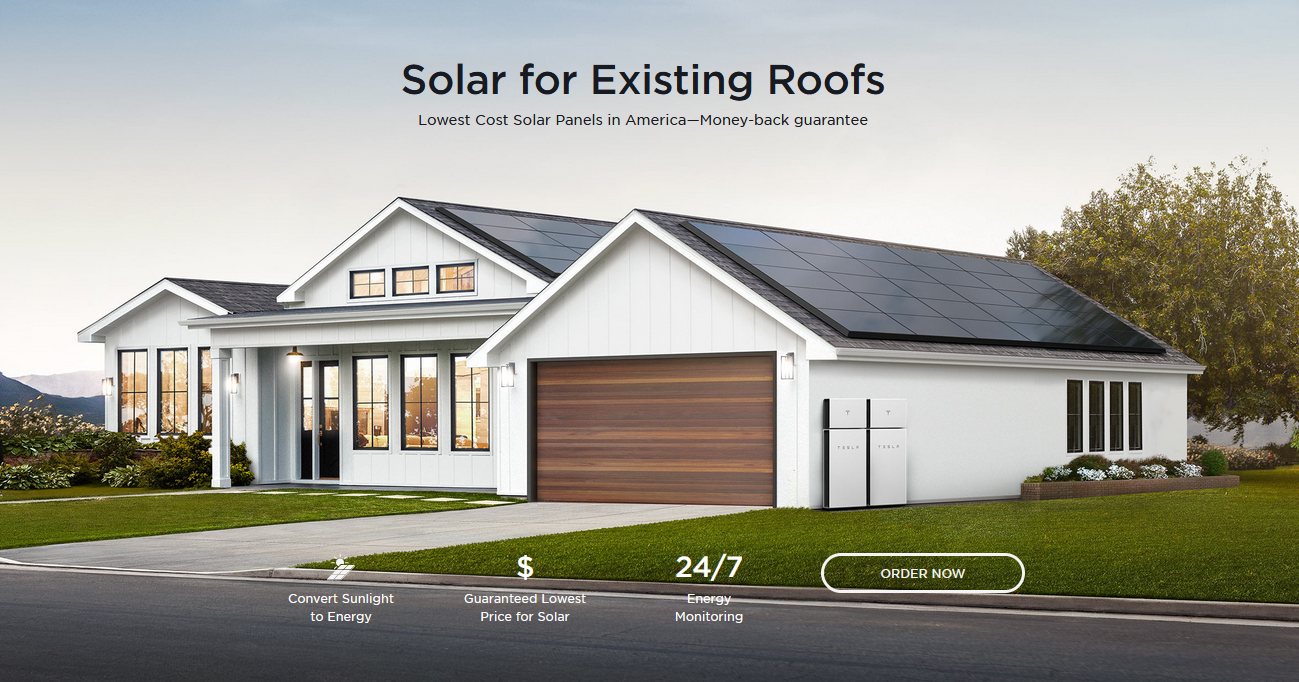 Solar for Existing Roofs
Lowest Cost Solar Panels in America—Money-back guarantee
TESLA TESLA
$
24/7
ORDER NOW
Convert Sunlight
to Energy
Guaranteed Lowest
Price for Solar
Energy
Monitoring